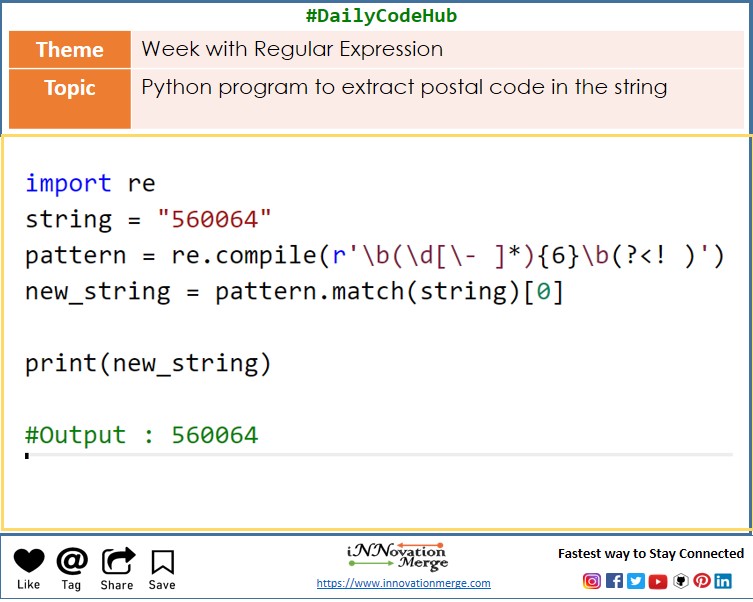 #DailyCodeHub
Theme Week with Regular Expression
Topic Python program to extract postal code in the string
import re
string = "560064"
pattern = re.compile(r'\b(\d[\- ]*){6}\b(?<! )')
new_string = pattern.match(string)[0]
print(new_string)
#Output : 560064
iNNovation
Merge
Fastest way to Stay Connected
Like Tag Share Save
https://www.innovationmerge.com